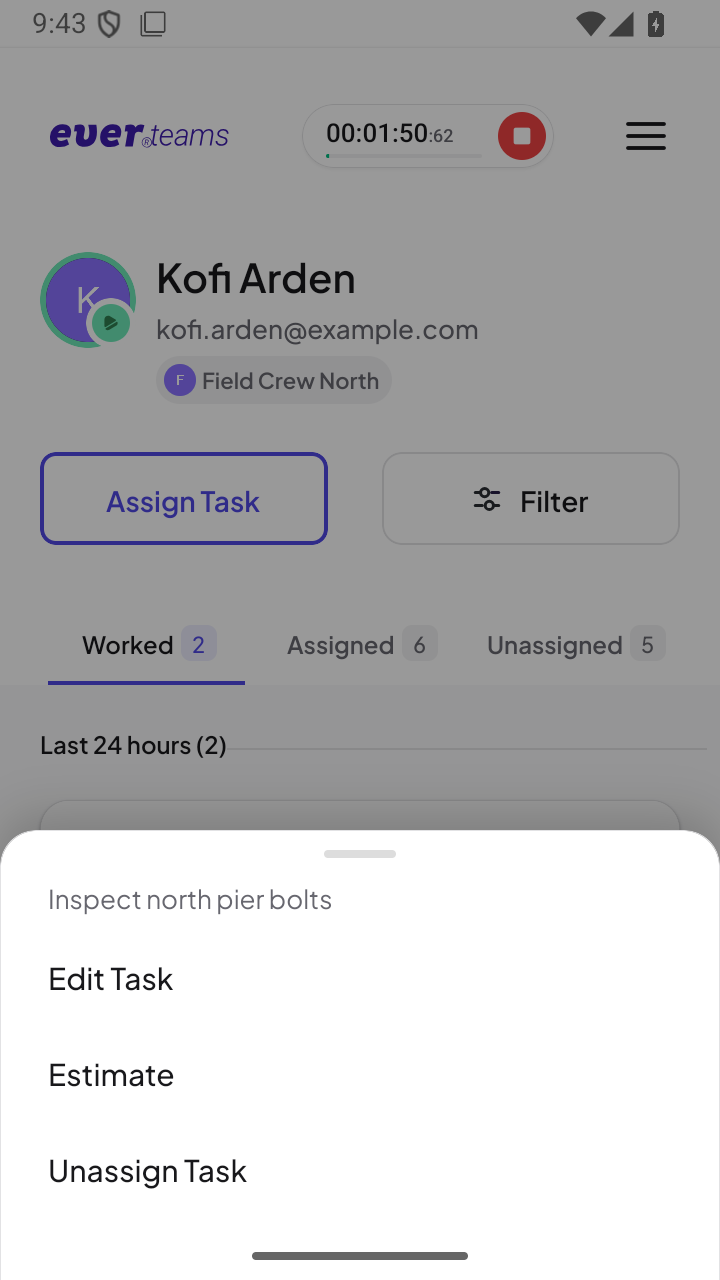 9:43
ever®teams
00:01:50:62
K
Kofi Arden
kofi.arden@example.com
F Field Crew North
Assign Task
Filter
Worked 2
Assigned 6
Unassigned 5
Last 24 hours (2)
Inspect north pier bolts
Edit Task
Estimate
Unassign Task